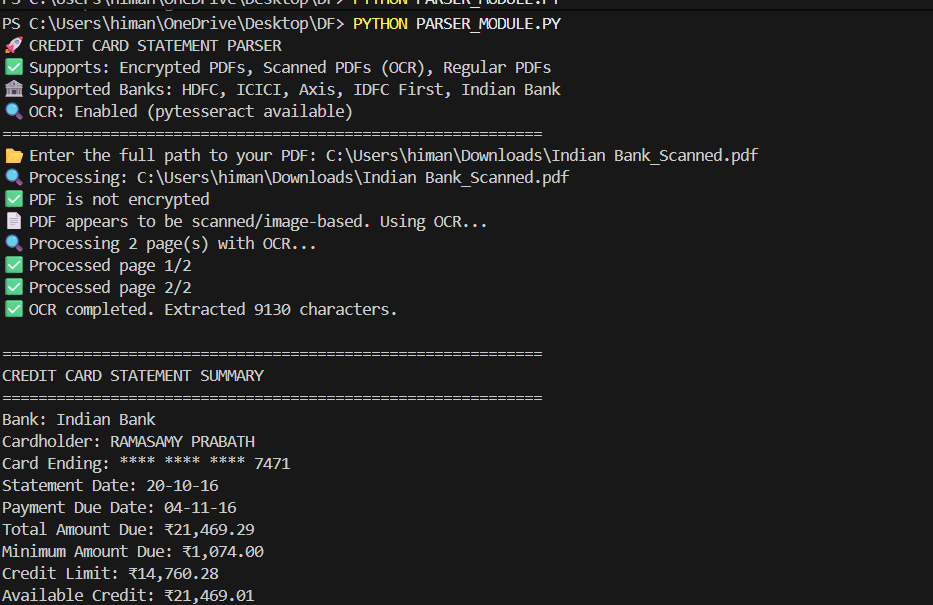 PS C:\Users\himan\OneDrive\Desktop\DF> PYTHON PARSER_MODULE.PY
PS C:\Users\himan\OneDrive\Desktop\DF> PYTHON PARSER_MODULE.PY
🚀 CREDIT CARD STATEMENT PARSER
✅ Supports: Encrypted PDFs, Scanned PDFs (OCR), Regular PDFs
🏦 Supported Banks: HDFC, ICICI, Axis, IDFC First, Indian Bank
🔍 OCR: Enabled (pytesseract available)
============================================================
📂 Enter the full path to your PDF: C:\Users\himan\Downloads\Indian Bank_Scanned.pdf
🔍 Processing: C:\Users\himan\Downloads\Indian Bank_Scanned.pdf
✅ PDF is not encrypted
📄 PDF appears to be scanned/image-based. Using OCR...
🔍 Processing 2 page(s) with OCR...
✅ Processed page 1/2
✅ Processed page 2/2
✅ OCR completed. Extracted 9130 characters.
============================================================
CREDIT CARD STATEMENT SUMMARY
============================================================
Bank: Indian Bank
Cardholder: RAMASAMY PRABATH
Card Ending: **** **** **** 7471
Statement Date: 20-10-16
Payment Due Date: 04-11-16
Total Amount Due: ₹21,469.29
Minimum Amount Due: ₹1,074.00
Credit Limit: ₹14,760.28
Available Credit: ₹21,469.01